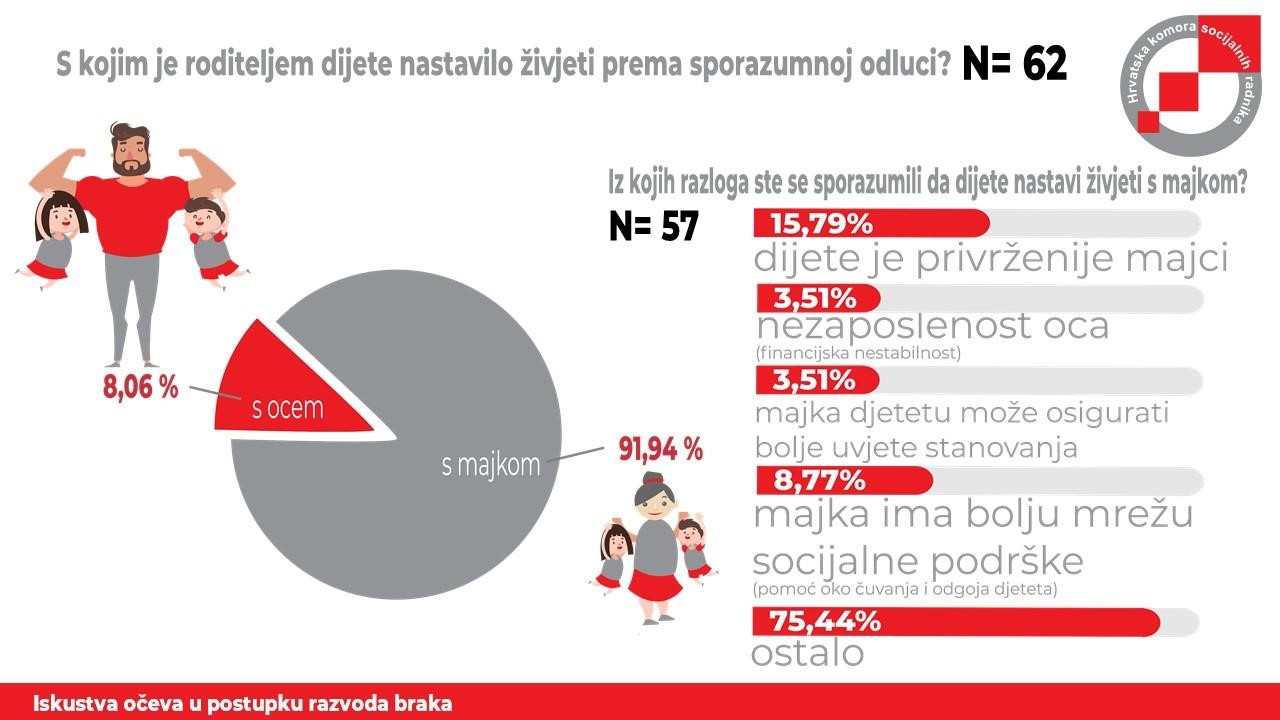 S kojim je roditeljem dijete nastavilo živjeti prema sporazumnoj odluci? N= 62
Hrvatska komora socijalnih radnika
Iz kojih razloga ste se sporazumili da dijete nastavi živjeti s majkom?
N= 57
15,79%
dijete je privrženije majci
3,51%
nezaposlenost oca
(financijska nestabilnost)
3,51%
majka djetetu može osigurati
bolje uvjete stanovanja
8,77%
majka ima bolju mrežu
socijalne podrške
(pomoć oko čuvanja i odgoja djeteta)
75,44%
ostalo
8,06 %
s ocem
91,94 %
s majkom
Iskustva očeva u postupku razvoda braka